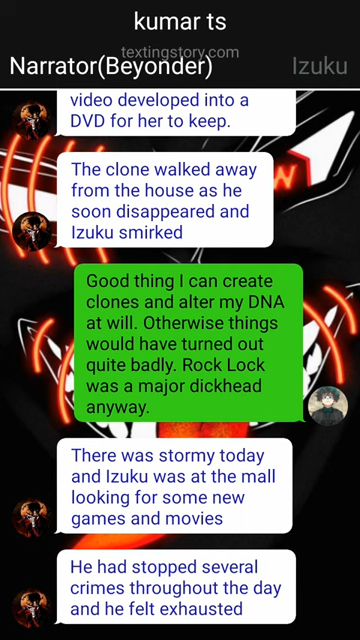 kumar ts
textingstory.com
Narrator(Beyonder) Izuku
video developed into a
DVD for her to keep.
The clone walked away
from the house as he
soon disappeared and
Izuku smirked
Good thing I can create
clones and alter my DNA
at will. Otherwise things
would have turned out
quite badly. Rock Lock
was a major dickhead
anyway.
There was stormy today
and Izuku was at the mall
looking for some new
games and movies
He had stopped several
crimes throughout the day
and he felt exhausted